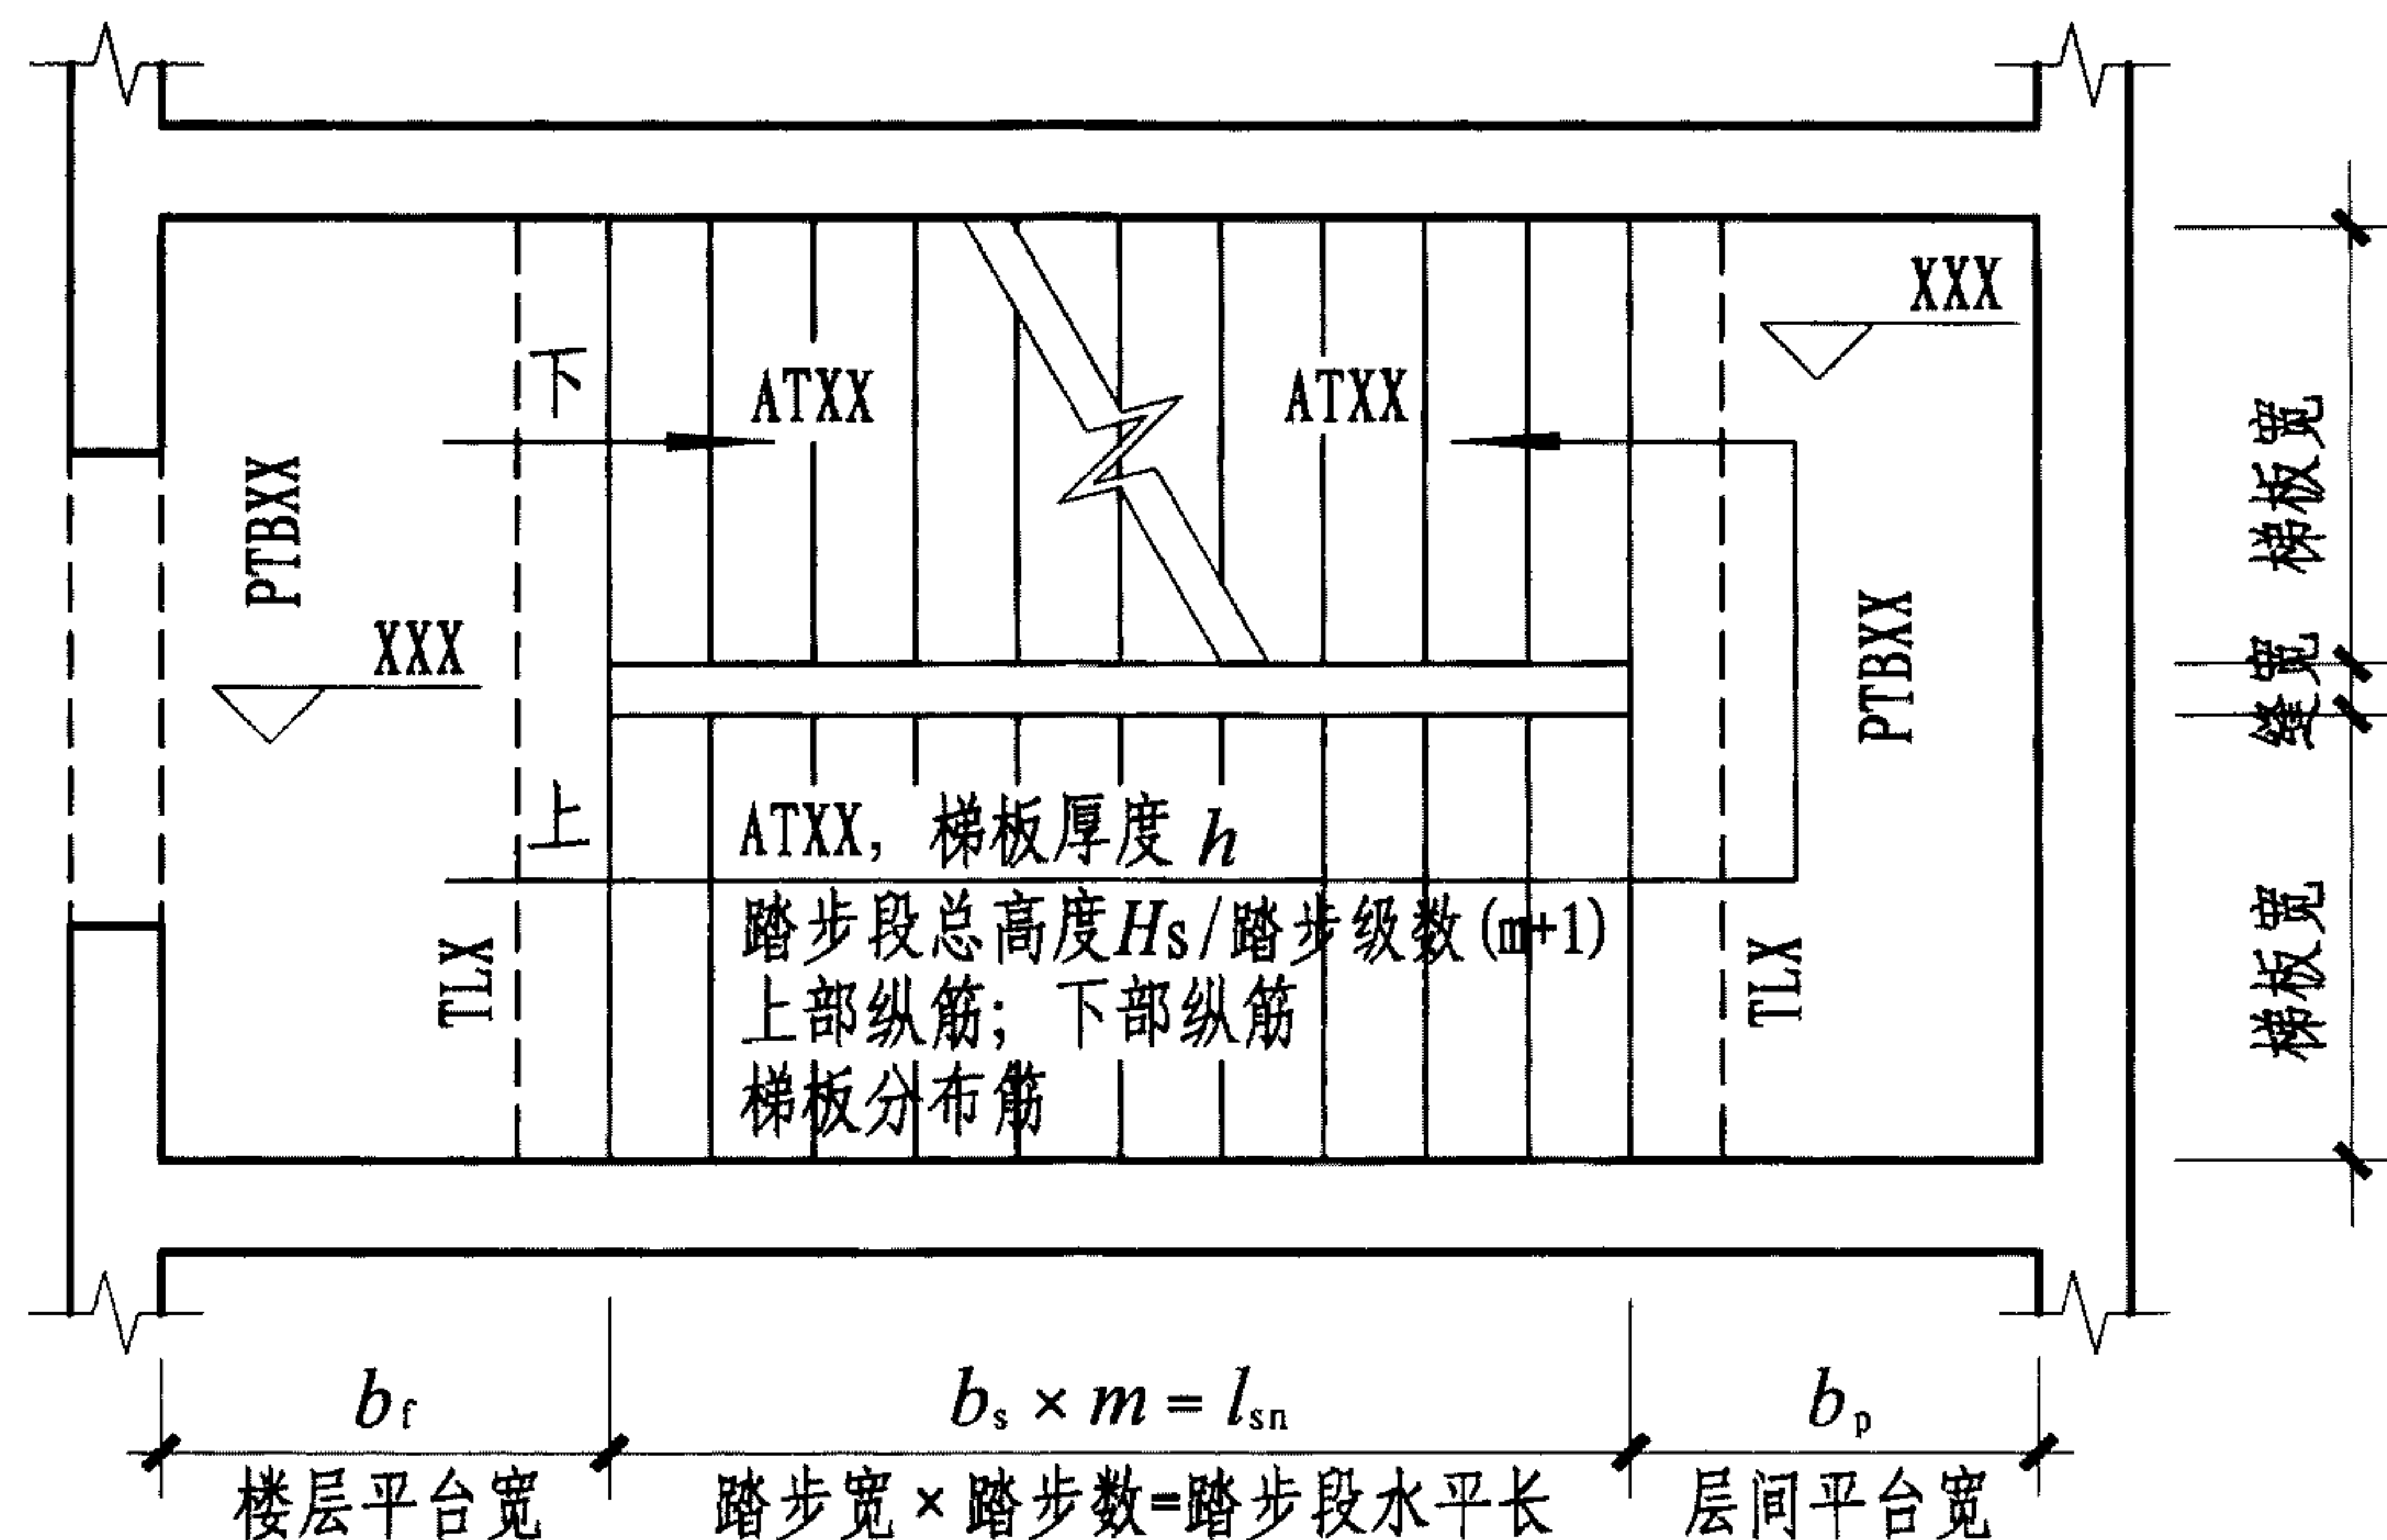 XXX
下
ATXX
ATXX
PTBXX
XXX
PTBXX
上
ATXX, 梯板厚度 h
踏步段总高度Hs/踏步级数(m+1)
上部纵筋; 下部纵筋
梯板分布筋
TLX
TLX
梯板宽
缝宽
梯板宽
bf
bs × m = lsn
bp
楼层平台宽
踏步宽 × 踏步数=踏步段水平长
层间平台宽